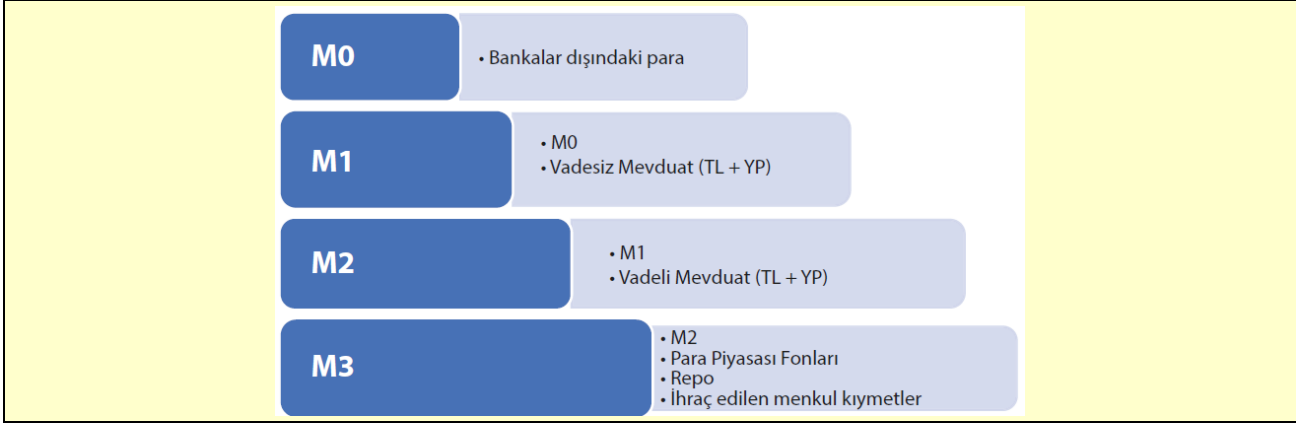 M0
• Bankalar dışındaki para
M1
• M0
• Vadesiz Mevduat (TL + YP)
M2
• M1
• Vadeli Mevduat (TL + YP)
M3
• M2
• Para Piyasası Fonları
• Repo
• İhraç edilen menkul kıymetler